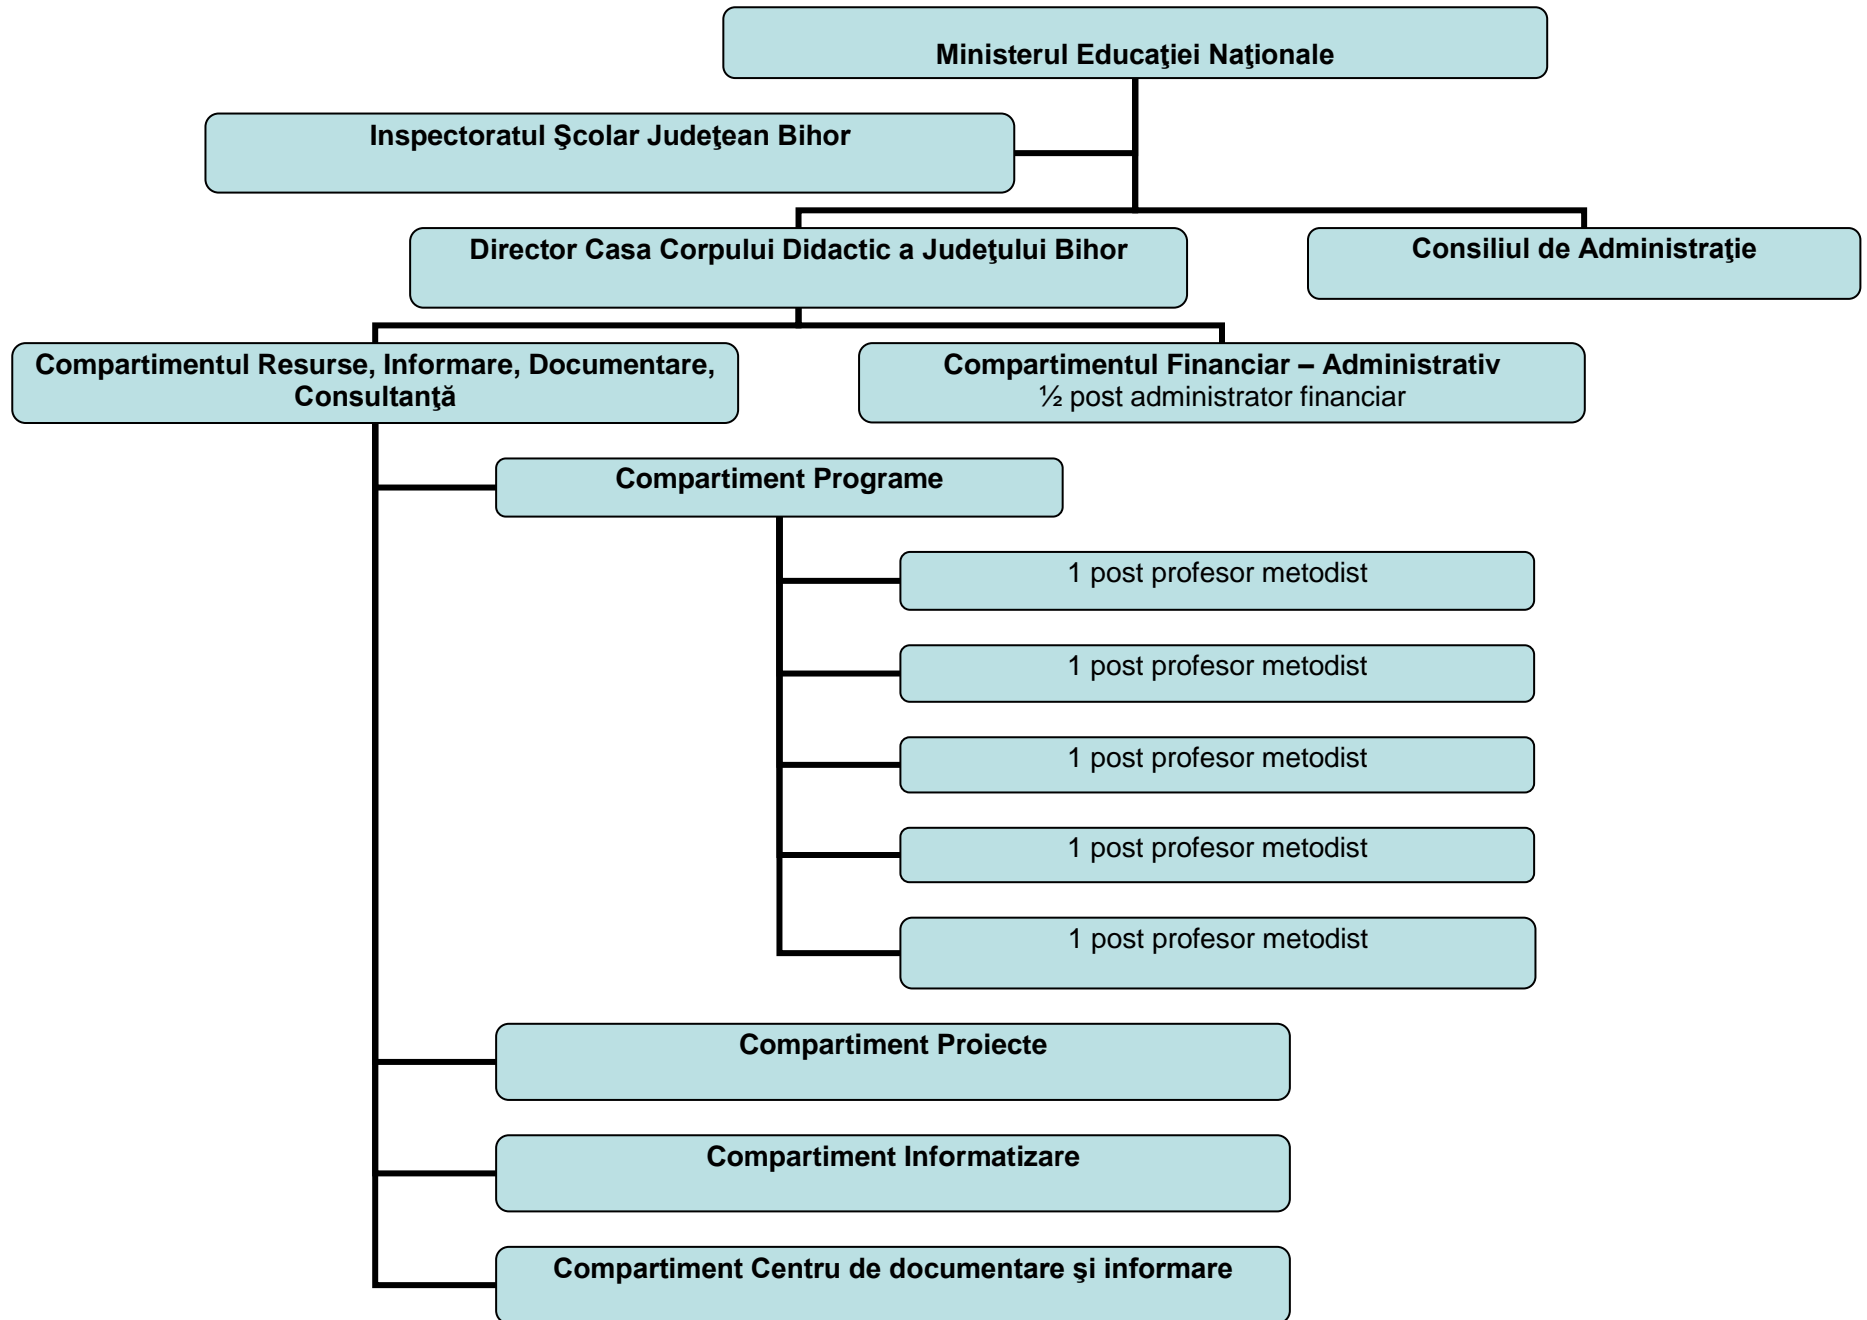 Ministerul Educaţiei Naţionale
Inspectoratul Şcolar Judeţean Bihor
Director Casa Corpului Didactic a Judeţului Bihor
Consiliul de Administraţie
Compartimentul Resurse, Informare, Documentare,
Consultanţă
Compartimentul Financiar – Administrativ
½ post administrator financiar
Compartiment Programe
1 post profesor metodist
1 post profesor metodist
1 post profesor metodist
1 post profesor metodist
1 post profesor metodist
Compartiment Proiecte
Compartiment Informatizare
Compartiment Centru de documentare şi informare